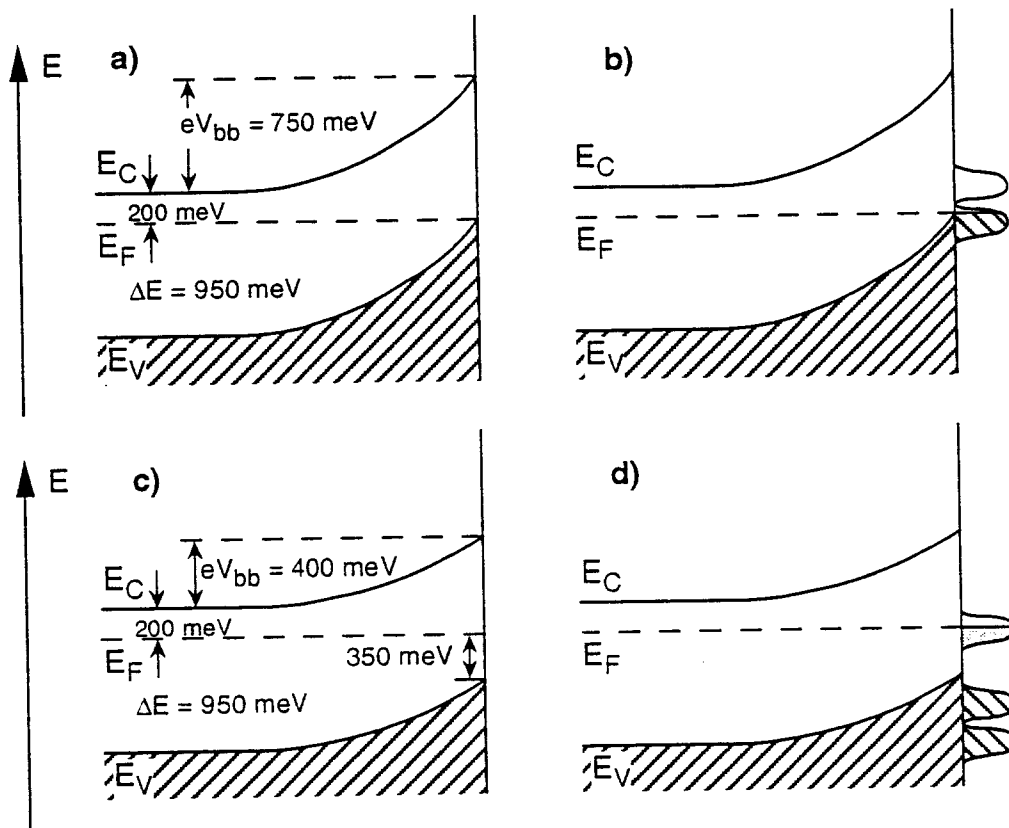 E
a)
eV_bb = 750 meV
E_C
200 meV
E_F
ΔE = 950 meV
E_V
b)
E_C
E_F
E_V
E
c)
eV_bb = 400 meV
E_C
200 meV
E_F
350 meV
ΔE = 950 meV
E_V
d)
E_C
E_F
E_V